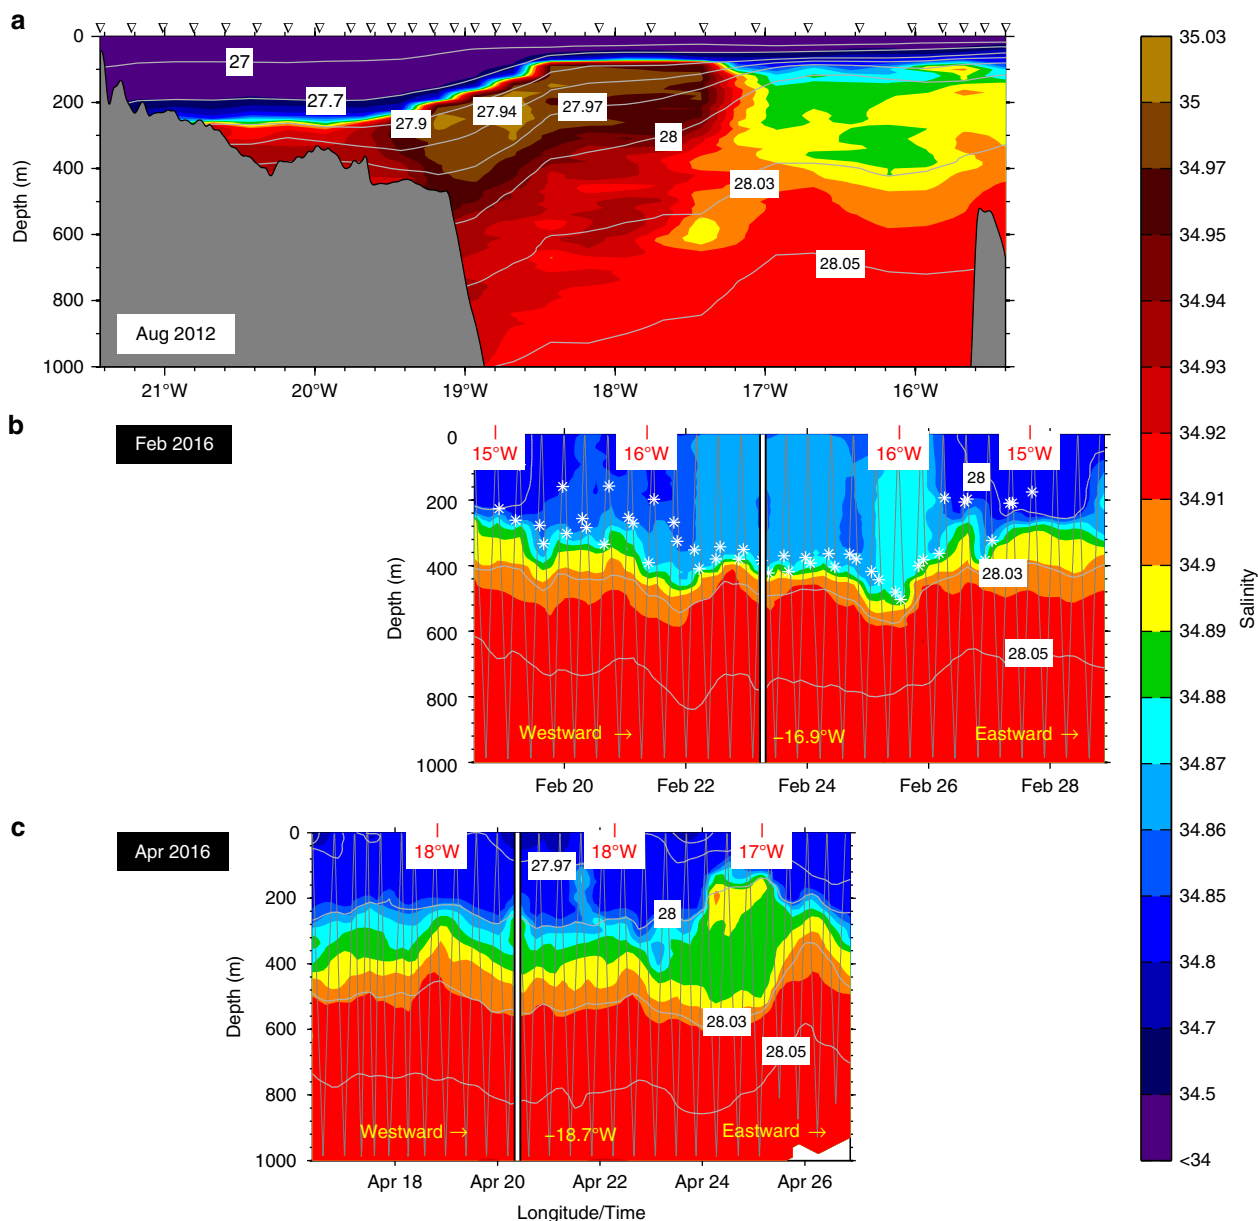 a
0
200
400
600
800
1000
Depth (m)
27
27.7
27.9
27.94
27.97
28
28.03
28.05
Aug 2012
21°W
20°W
19°W
18°W
17°W
16°W
b
Feb 2016
0
200
400
600
800
1000
Depth (m)
15°W
16°W
16°W
15°W
28
28.03
28.05
Westward →
−16.9°W
Eastward →
Feb 20
Feb 22
Feb 24
Feb 26
Feb 28
c
Apr 2016
0
200
400
600
800
1000
Depth (m)
18°W
27.97
18°W
17°W
28
28.03
28.05
Westward →
−18.7°W
Eastward →
Apr 18
Apr 20
Apr 22
Apr 24
Apr 26
Longitude/Time
35.03
35
34.97
34.95
34.94
34.93
34.92
34.91
34.9
34.89
34.88
34.87
34.86
34.85
34.8
34.7
34.5
<34
Salinity